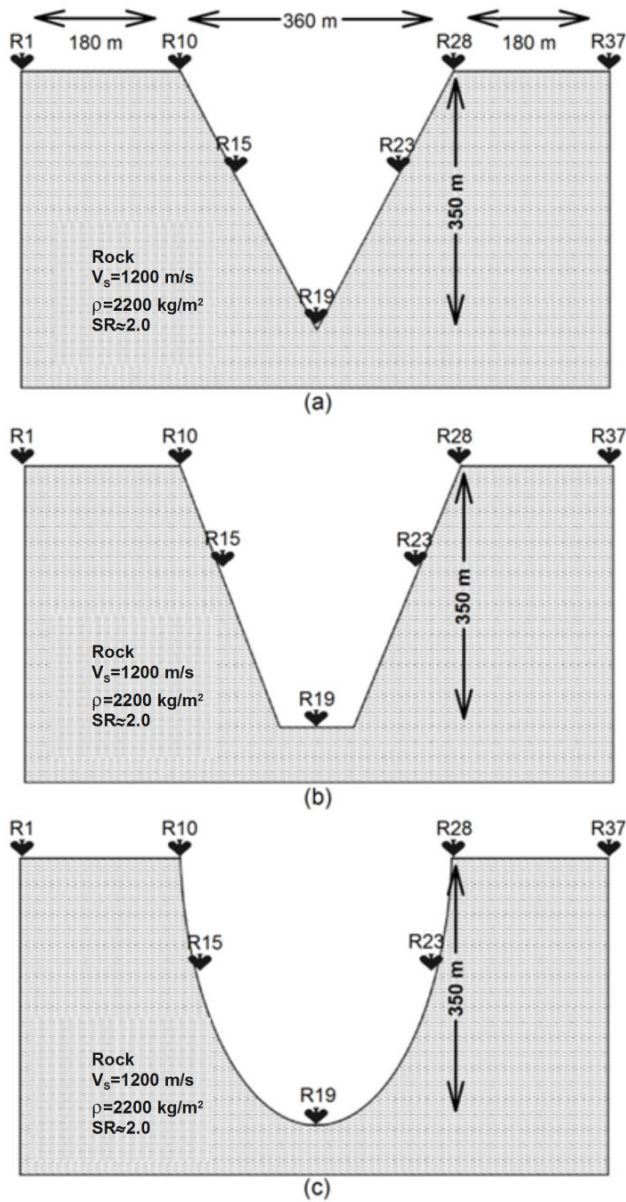 360 m
R1 180 m R10 R28 180 m R37
R15 R23
350 m
Rock
Vₛ=1200 m/s
ρ=2200 kg/m²
SR≈2.0
R19
(a)
R1 R10 R28 R37
R15 R23
350 m
Rock
Vₛ=1200 m/s
ρ=2200 kg/m²
SR≈2.0
R19
(b)
R1 R10 R28 R37
R15 R23
350 m
Rock
Vₛ=1200 m/s
ρ=2200 kg/m²
SR≈2.0
R19
(c)